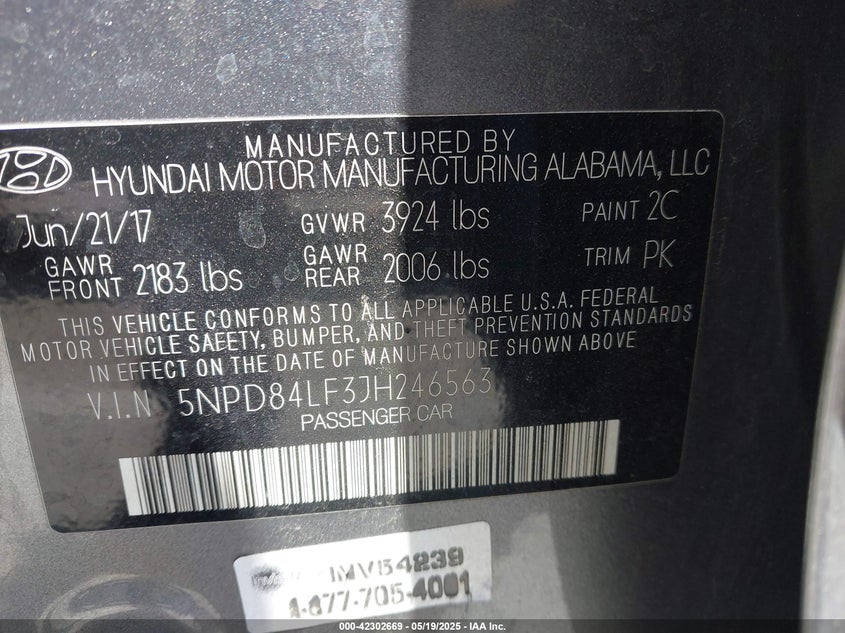 MANUFACTURED BY
HYUNDAI MOTOR MANUFACTURING ALABAMA, LLC
Jun/21/17 GVWR 3924 lbs PAINT 2C
GAWR FRONT 2183 lbs GAWR REAR 2006 lbs TRIM PK
THIS VEHICLE CONFORMS TO ALL APPLICABLE U.S.A. FEDERAL
MOTOR VEHICLE SAFETY, BUMPER, AND THEFT PREVENTION STANDARDS
IN EFFECT ON THE DATE OF MANUFACTURE SHOWN ABOVE
V.I.N 5NPD84LF3JH246563
PASSENGER CAR
1-877-705-4001
000-42302669 - 05/19/2025 - IAA Inc.